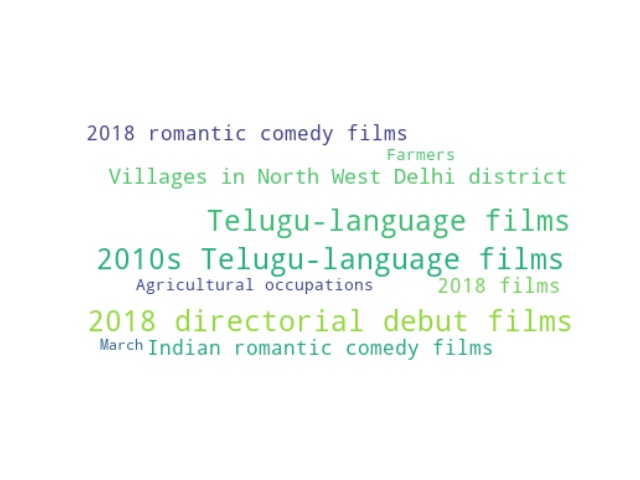 2018 romantic comedy films
Farmers
Villages in North West Delhi district
Telugu-language films
2010s Telugu-language films
Agricultural occupations 2018 films
2018 directorial debut films
March Indian romantic comedy films